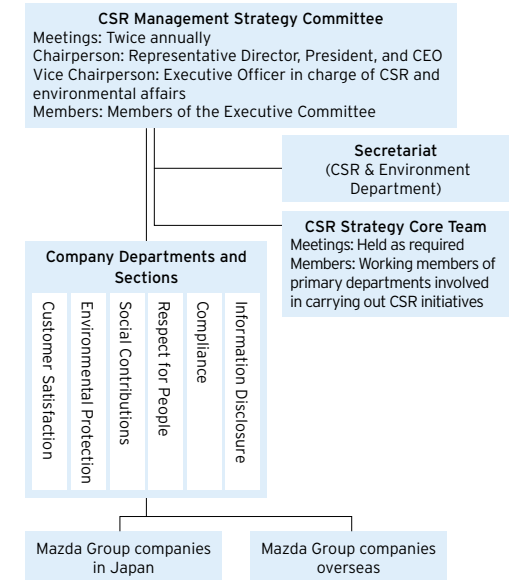 CSR Management Strategy Committee
Meetings: Twice annually
Chairperson: Representative Director, President, and CEO
Vice Chairperson: Executive Officer in charge of CSR and
environmental affairs
Members: Members of the Executive Committee
Secretariat
(CSR & Environment
Department)
CSR Strategy Core Team
Meetings: Held as required
Members: Working members of
primary departments involved
in carrying out CSR initiatives
Company Departments and
Sections
Customer Satisfaction
Environmental Protection
Social Contributions
Respect for People
Compliance
Information Disclosure
Mazda Group companies
in Japan
Mazda Group companies
overseas